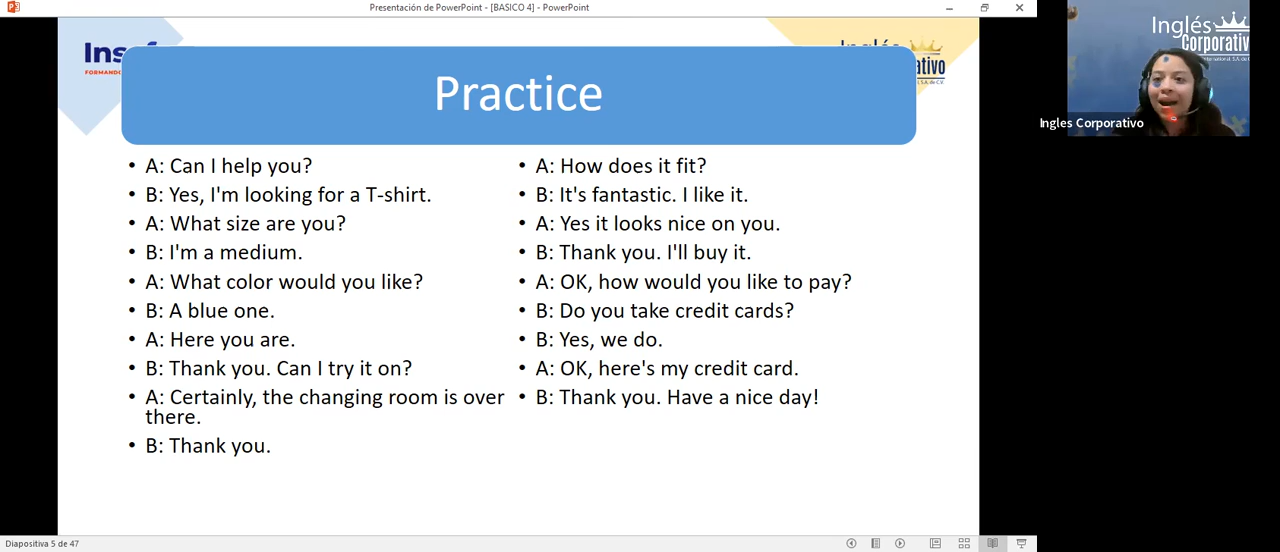 Presentación de PowerPoint - [BASICO 4] - PowerPoint
Practice
• A: Can I help you?
• B: Yes, I'm looking for a T-shirt.
• A: What size are you?
• B: I'm a medium.
• A: What color would you like?
• B: A blue one.
• A: Here you are.
• B: Thank you. Can I try it on?
• A: Certainly, the changing room is over
there.
• B: Thank you.
• A: How does it fit?
• B: It's fantastic. I like it.
• A: Yes it looks nice on you.
• B: Thank you. I'll buy it.
• A: OK, how would you like to pay?
• B: Do you take credit cards?
• B: Yes, we do.
• A: OK, here's my credit card.
• B: Thank you. Have a nice day!
Inglés
Corporativo
Ingles Corporativo
Diapositiva 5 de 47